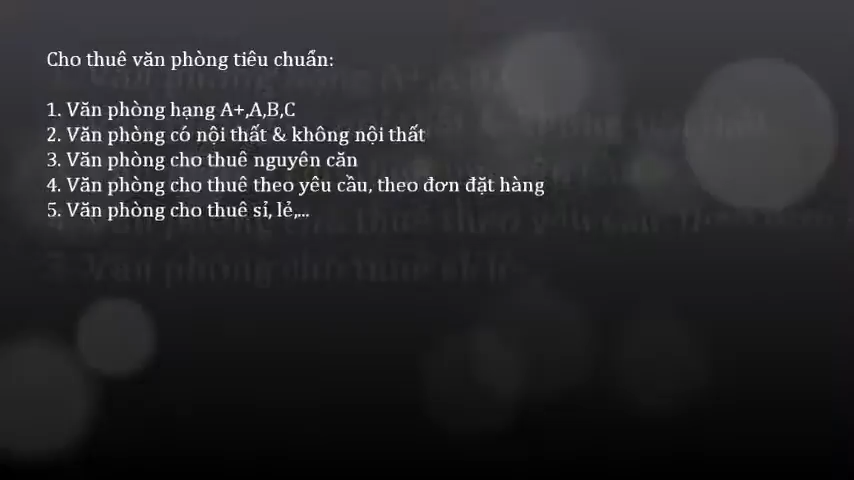 Cho thuê văn phòng tiêu chuẩn:
1. Văn phòng hạng A+,A,B,C
2. Văn phòng có nội thất & không nội thất
3. Văn phòng cho thuê nguyên căn
4. Văn phòng cho thuê theo yêu cầu, theo đơn đặt hàng
5. Văn phòng cho thuê sỉ, lẻ,...